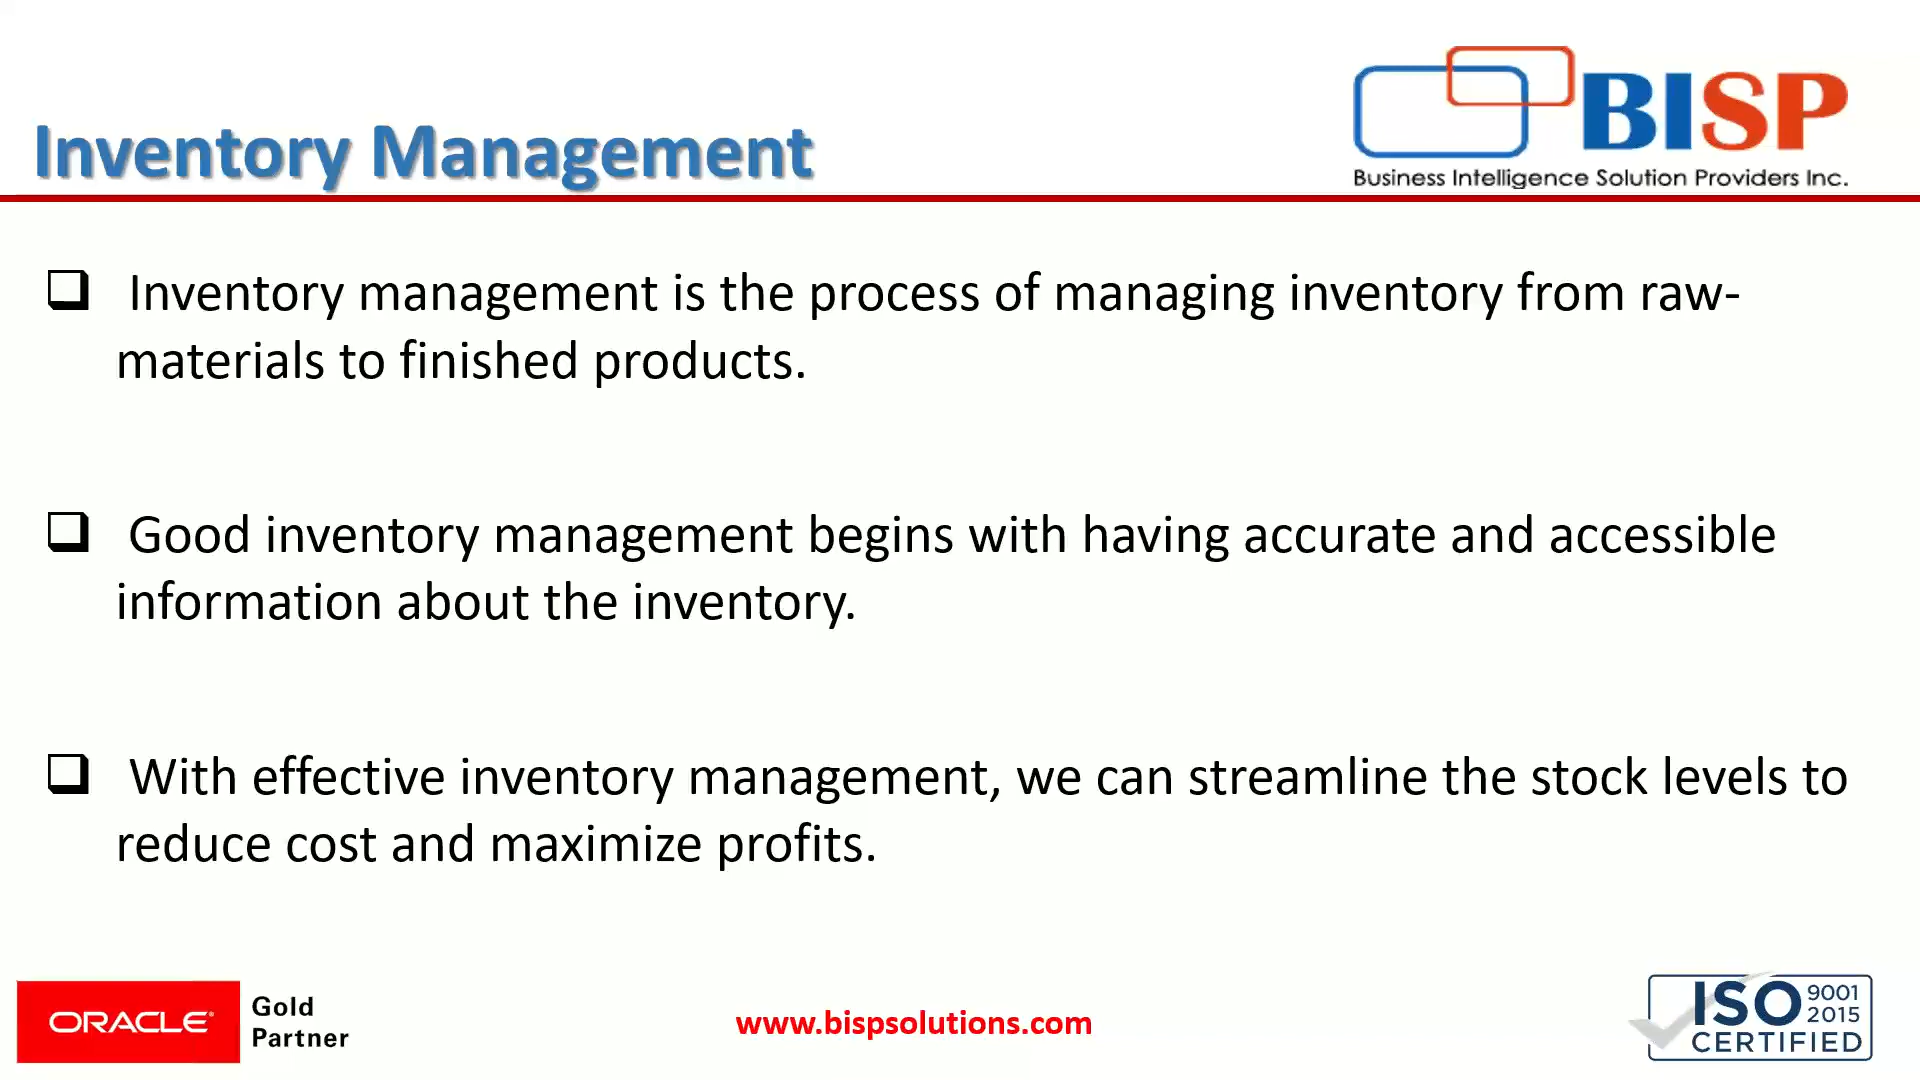 BISP
Business Intelligence Solution Providers Inc.
Inventory Management
Inventory management is the process of managing inventory from raw-
materials to finished products.
Good inventory management begins with having accurate and accessible
information about the inventory.
With effective inventory management, we can streamline the stock levels to
reduce cost and maximize profits.
ORACLE®
Gold
Partner
www.bispsolutions.com
ISO 9001
2015
CERTIFIED